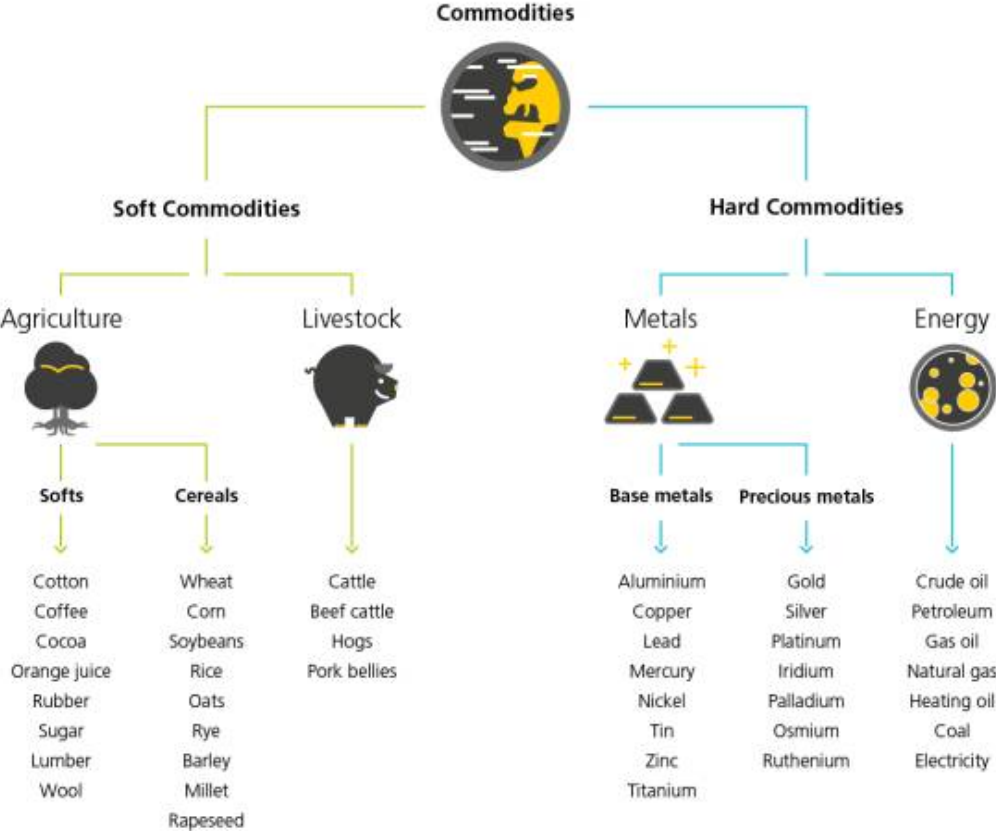 Commodities
Soft Commodities
Hard Commodities
Agriculture
Livestock
Metals
Energy
Softs
Cereals
Base metals
Precious metals
Cotton
Coffee
Cocoa
Orange juice
Rubber
Sugar
Lumber
Wool
Wheat
Corn
Soybeans
Rice
Oats
Rye
Barley
Millet
Rapeseed
Cattle
Beef cattle
Hogs
Pork bellies
Aluminium
Copper
Lead
Mercury
Nickel
Tin
Zinc
Titanium
Gold
Silver
Platinum
Iridium
Palladium
Osmium
Ruthenium
Crude oil
Petroleum
Gas oil
Natural gas
Heating oil
Coal
Electricity